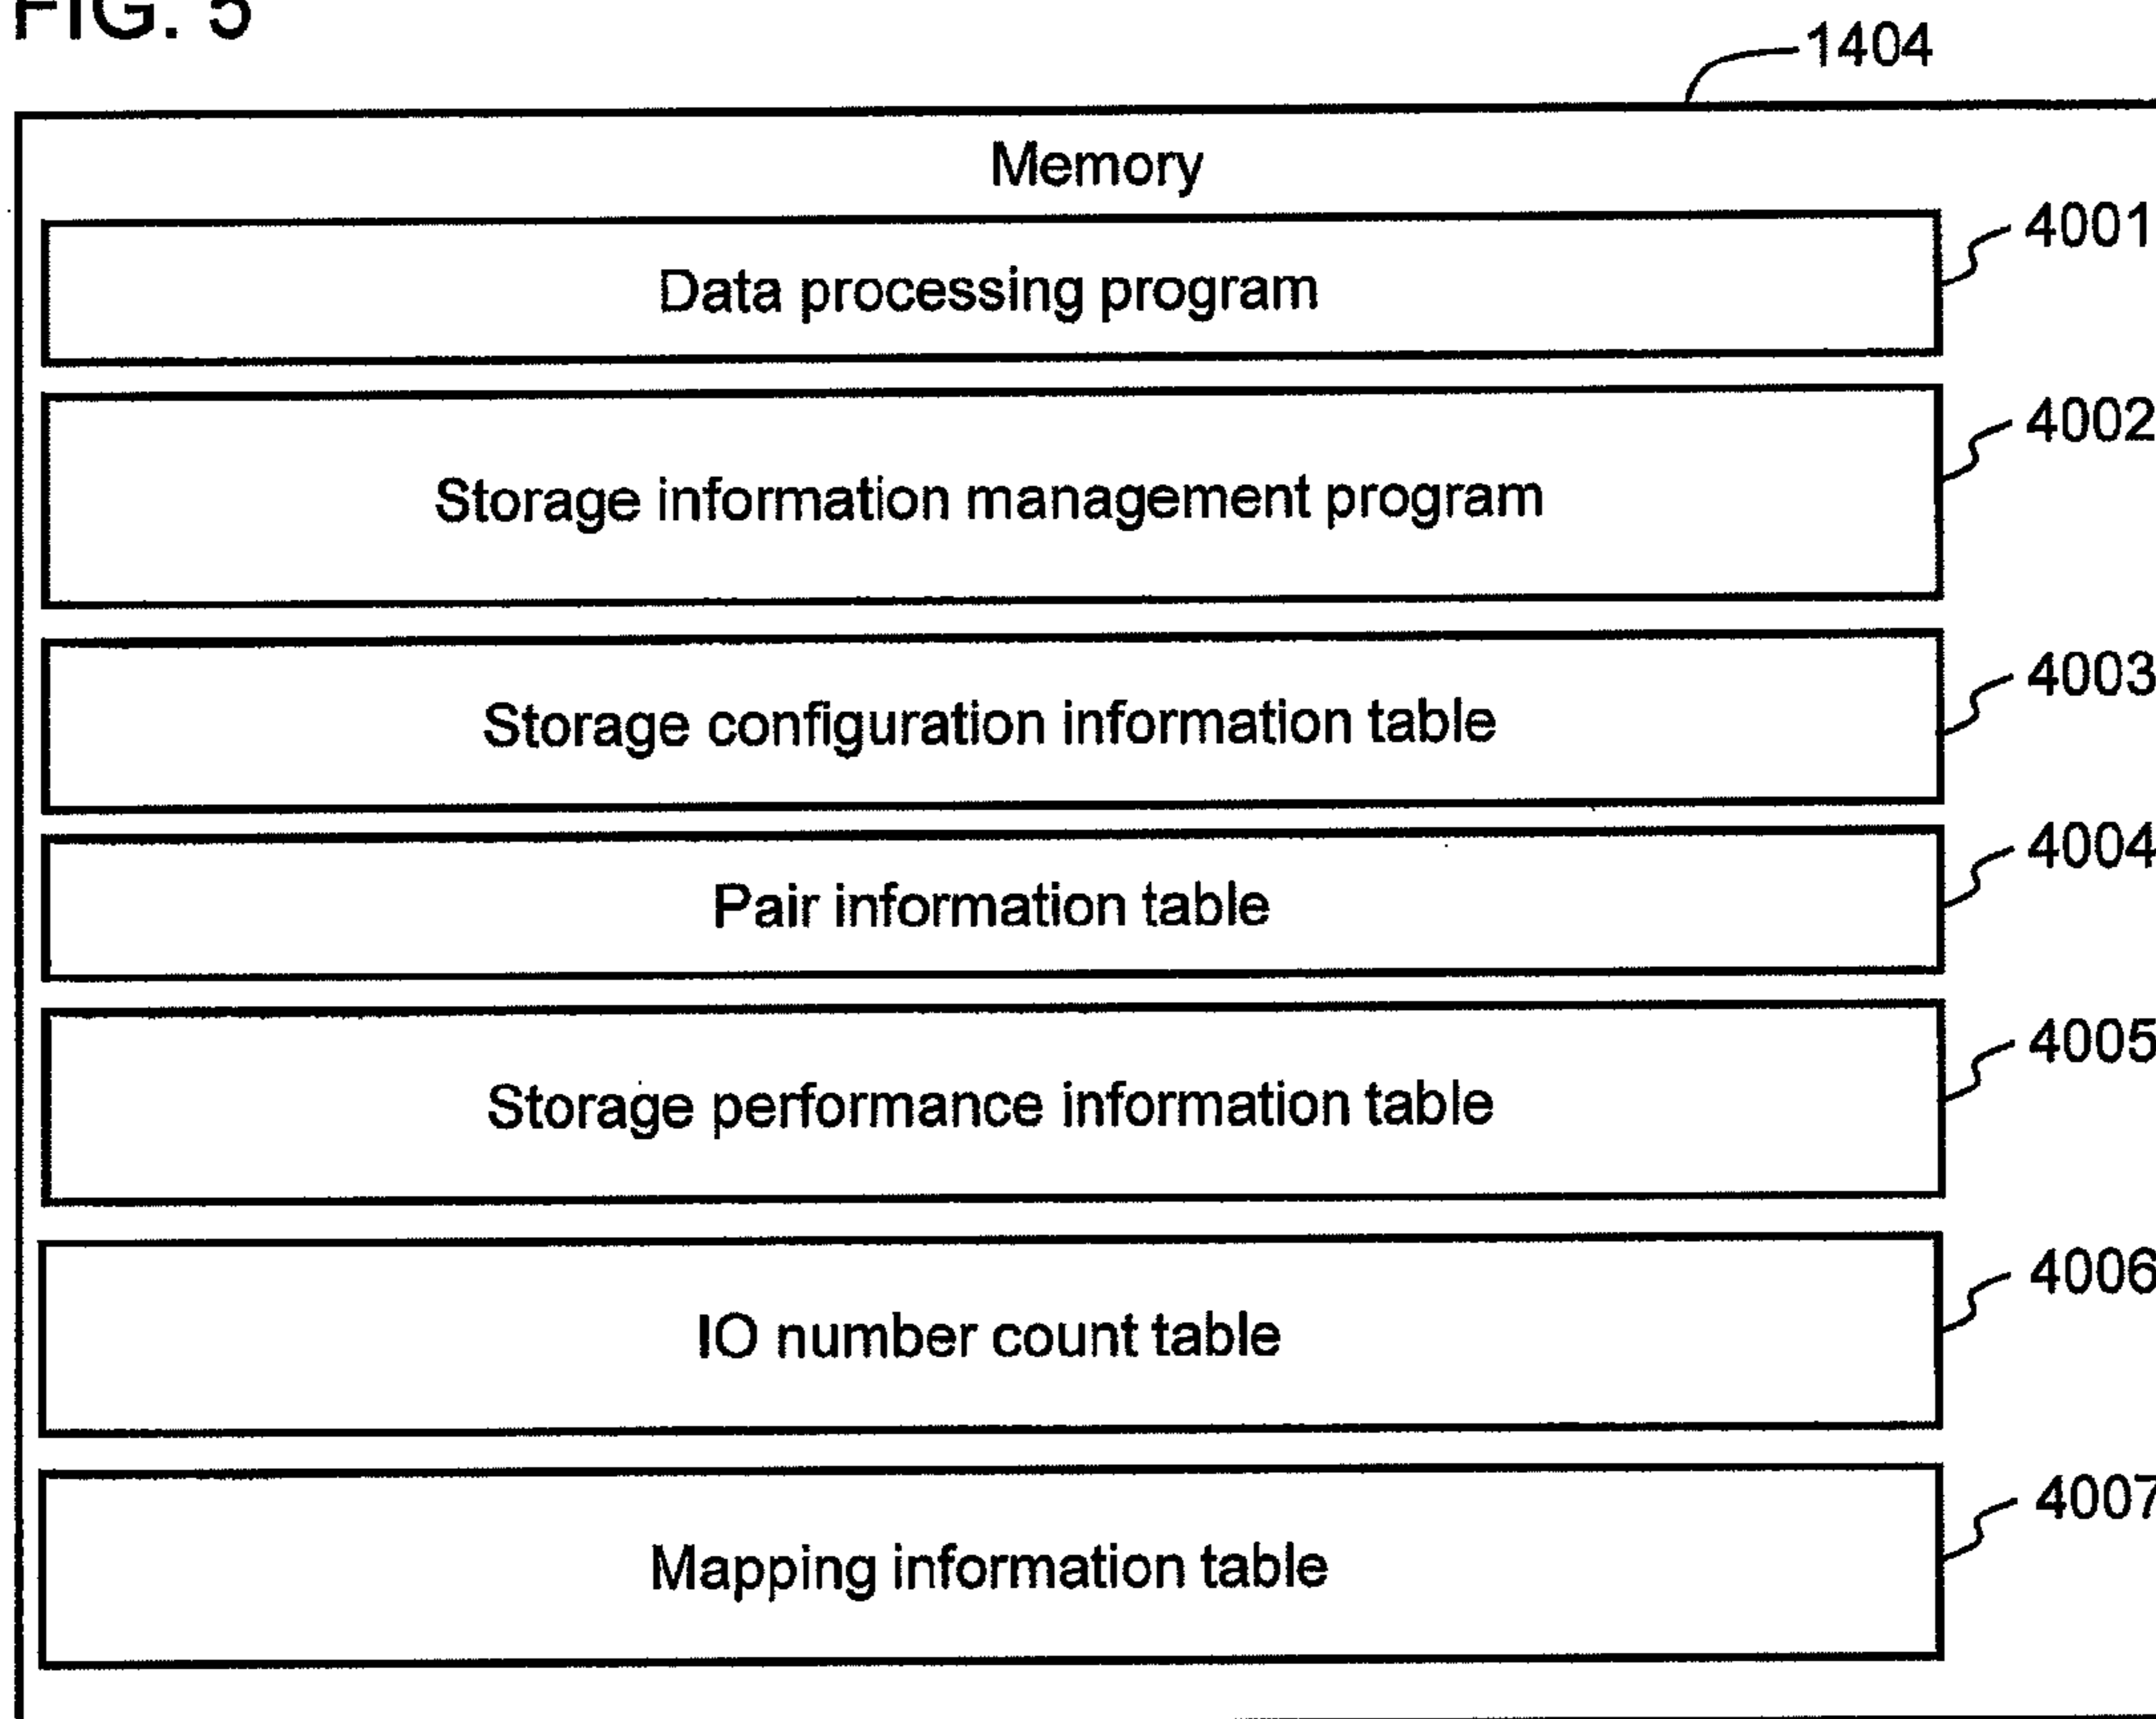 FIG. 5
1404
Memory
Data processing program
4001
Storage information management program
4002
Storage configuration information table
4003
Pair information table
4004
Storage performance information table
4005
IO number count table
4006
Mapping information table
4007